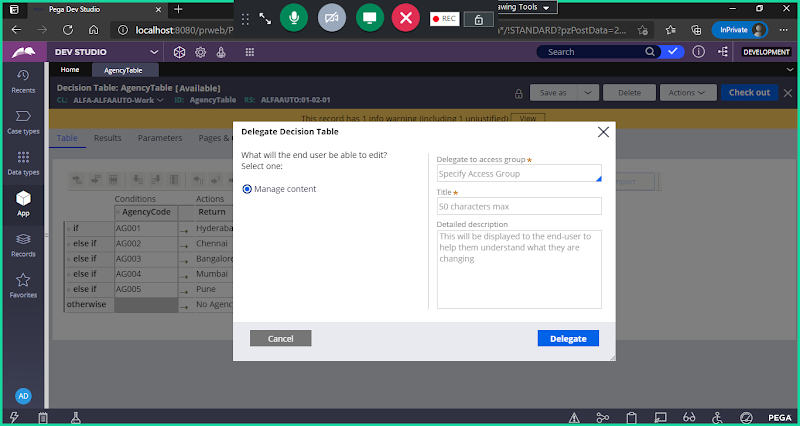 Pega Dev Studio
aving Tools
localhost:8080/prweb/P
*/!STANDARD?pzPostData=2...
InPrivate
REC
DEV STUDIO
Search
DEVELOPMENT
Recents
Case types
Data types
App
Records
Favorites
AD
Home
AgencyTable
Decision Table: AgencyTable [Available]
CL: ALFA-ALFAAUTO-Work ID: AgencyTable RS: ALFAAUTO:01-02-01
Save as
Delete
Actions
Check out
This record has 1 info warning (including 1 unjustified)
View
Table
Results
Parameters
Pages & C
Conditions
Actions
AgencyCode
Return
if AG001 → Hyderaba
else if AG002 → Chennai
else if AG003 → Bangalore
else if AG004 → Mumbai
else if AG005 → Pune
otherwise → No Agenc
Delegate Decision Table
What will the end user be able to edit?
Select one:
Manage content
Delegate to access group *
Specify Access Group
Title *
50 characters max
Detailed description
This will be displayed to the end-user to
help them understand what they are
changing
Cancel
Delegate
PEGA